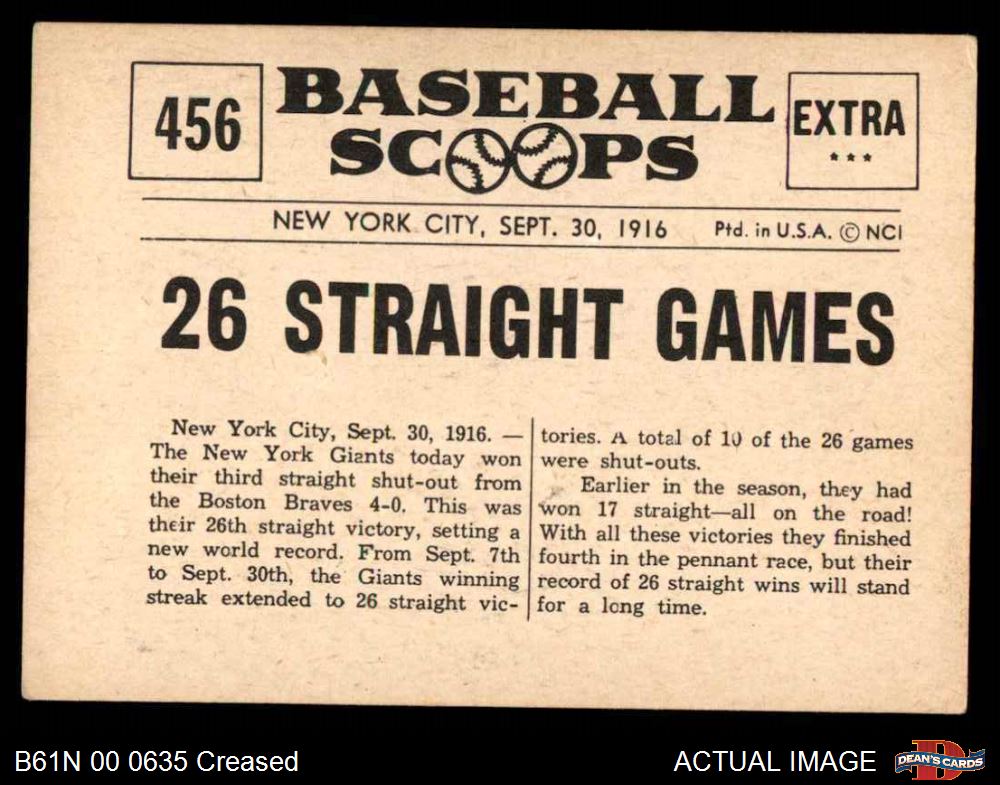 456
BASEBALL
SCOOPS
EXTRA
***
NEW YORK CITY, SEPT. 30, 1916 Ptd. in U.S.A. © NCI
26 STRAIGHT GAMES
New York City, Sept. 30, 1916. —
The New York Giants today won
their third straight shut-out from
the Boston Braves 4-0. This was
their 26th straight victory, setting a
new world record. From Sept. 7th
to Sept. 30th, the Giants winning
streak extended to 26 straight vic-
tories. A total of 10 of the 26 games
were shut-outs.
Earlier in the season, they had
won 17 straight—all on the road!
With all these victories they finished
fourth in the pennant race, but their
record of 26 straight wins will stand
for a long time.
B61N 00 0635 Creased
ACTUAL IMAGE
D
DEAN'S CARDS